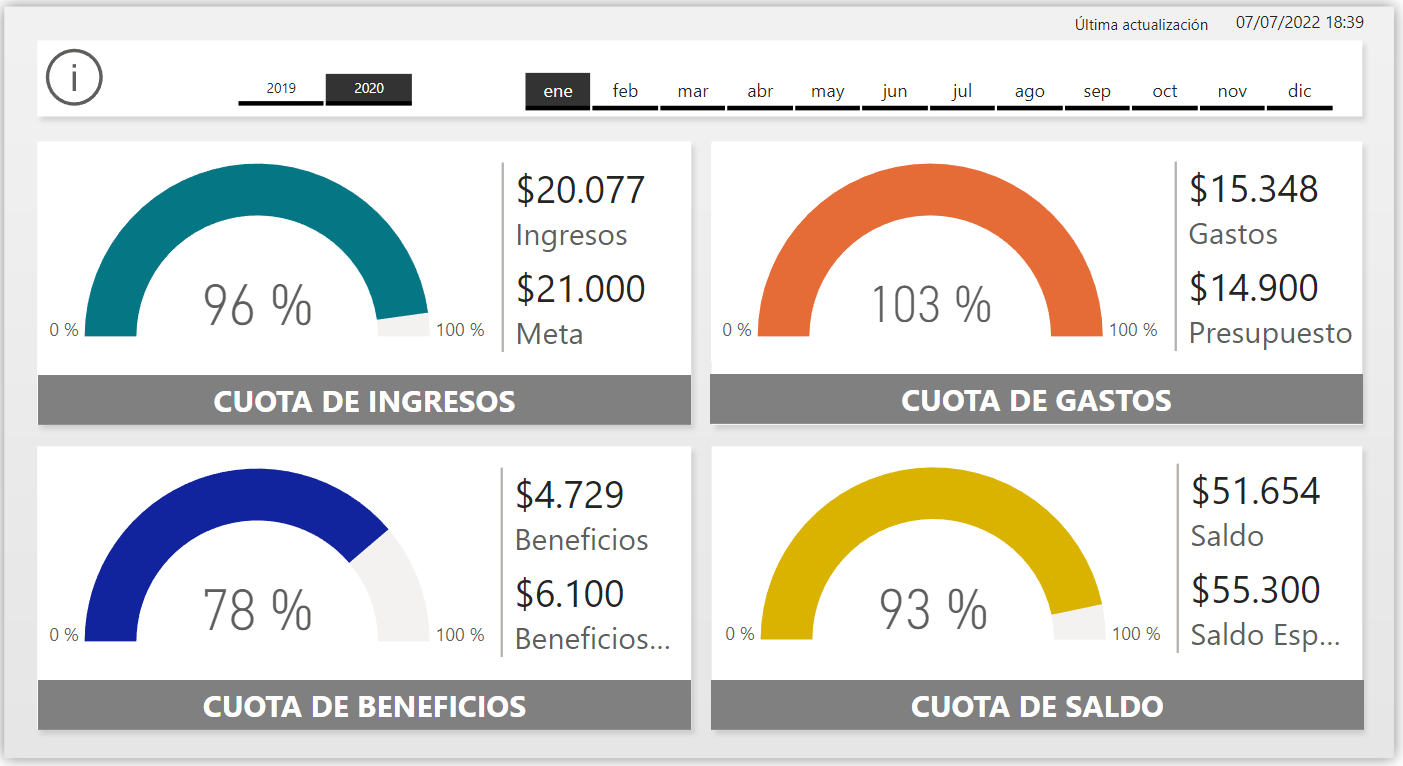 Última actualización 07/07/2022 18:39
i
2019 2020 ene feb mar abr may jun jul ago sep oct nov dic
$20.077
Ingresos
$21.000
Meta
96 %
0 % 100 %
CUOTA DE INGRESOS
$15.348
Gastos
$14.900
Presupuesto
103 %
0 % 100 %
CUOTA DE GASTOS
$4.729
Beneficios
$6.100
Beneficios...
78 %
0 % 100 %
CUOTA DE BENEFICIOS
$51.654
Saldo
$55.300
Saldo Esp...
93 %
0 % 100 %
CUOTA DE SALDO